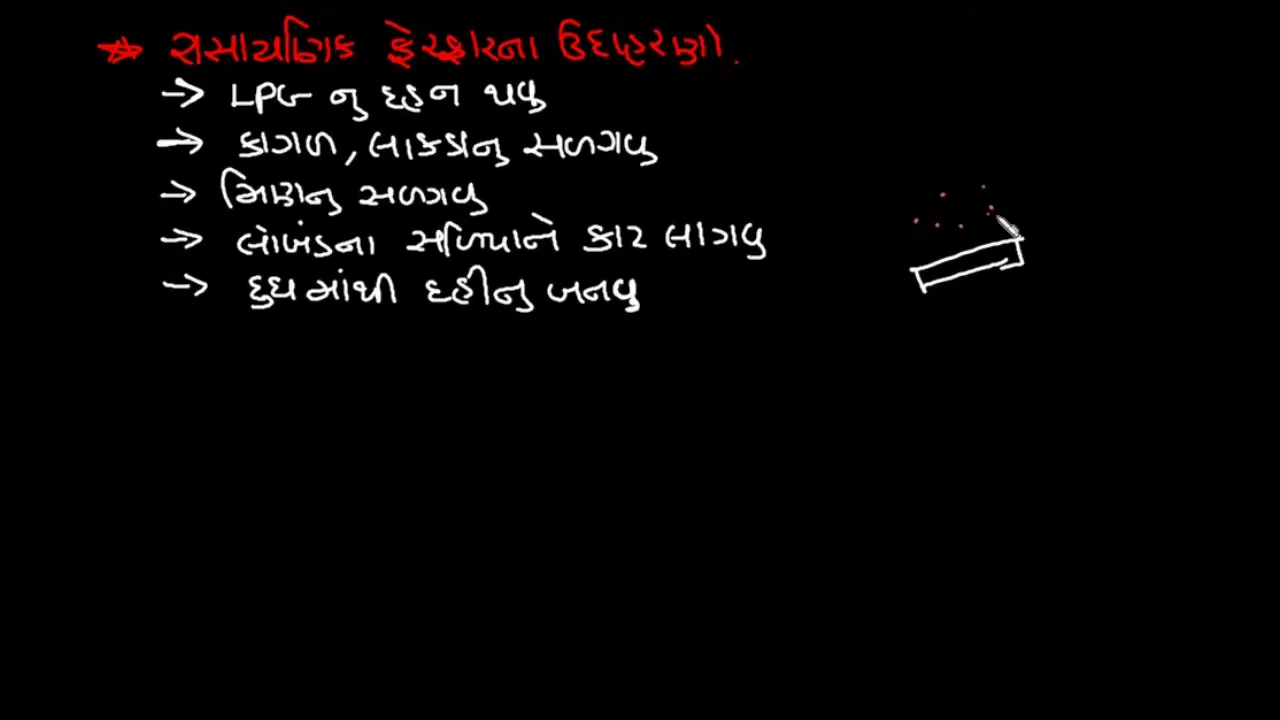 ★ રાસાયણિક ફેરફારના ઉદાહરણો.
→ LPG નુ દહન થવુ
→ કાગળ, લાકડાનુ સળગવુ
→ મિણનુ સળગવુ
→ લોખંડના સળિયાને કાટ લાગવુ
→ દુધમાંથી દહીનુ બનવુ